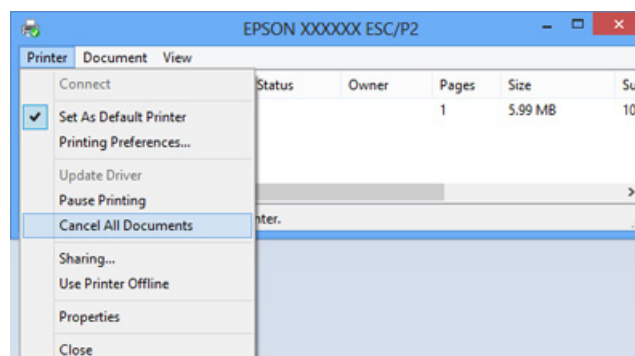 EPSON XXXXXX ESC/P2
Printer Document View
Status Owner Pages Size Su
1 5.99 MB 10
nter.
Connect
Set As Default Printer
Printing Preferences...
Update Driver
Pause Printing
Cancel All Documents
Sharing...
Use Printer Offline
Properties
Close